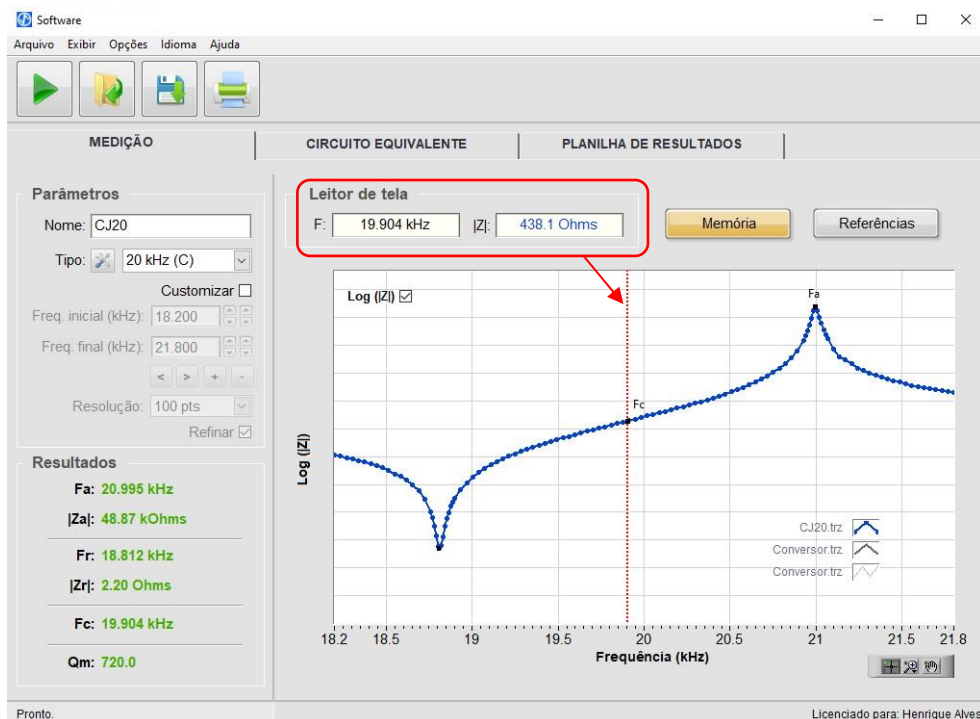 Software
Arquivo Exibir Opções Idioma Ajuda
MEDIÇÃO
CIRCUITO EQUIVALENTE
PLANILHA DE RESULTADOS
Parâmetros
Nome: CJ20
Tipo: 20 kHz (C)
Customizar
Freq. inicial (kHz): 18.200
Freq. final (kHz): 21.800
< > + -
Resolução: 100 pts
Refinar
Resultados
Fa: 20.995 kHz
|Za|: 48.87 kOhms
Fr: 18.812 kHz
|Zr|: 2.20 Ohms
Fc: 19.904 kHz
Qm: 720.0
Leitor de tela
F: 19.904 kHz |Z|: 438.1 Ohms
Memória
Referências
Log (|Z|)
Fa
Fc
Log (|Z|)
CJ20.trz
Conversor.trz
Conversor.trz
18.2 18.5 19 19.5 20 20.5 21 21.5 21.8
Frequência (kHz)
Pronto.
Licenciado para: Henrique Alves